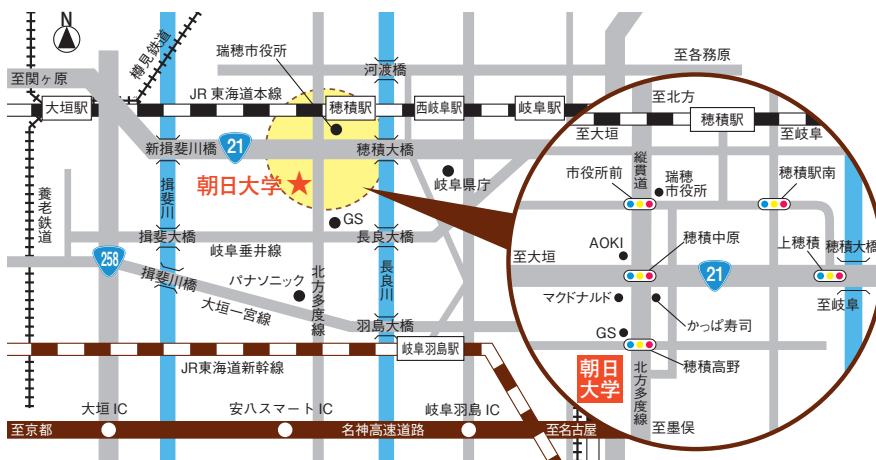 N
樽見鉄道
至関ヶ原
瑞穂市役所
河渡橋
至各務原
JR東海道本線
大垣駅
穂積駅
西岐阜駅
岐阜駅
新揖斐川橋
21
穂積大橋
朝日大学
岐阜県庁
養老鉄道
揖斐川
GS
揖斐大橋
岐阜垂井線
長良大橋
258
揖斐川橋
パナソニック
大垣一宮線
北方多度線
長良川
羽島大橋
岐阜羽島駅
JR東海道新幹線
大垣IC
安八スマートIC
岐阜羽島IC
至京都
名神高速道路
至名古屋
至北方
穂積駅
至大垣
至岐阜
縦貫道
市役所前
瑞穂
市役所
穂積駅南
AOKI
穂積中原
上穂積
穂積大橋
至大垣
21
マクドナルド
かっぱ寿司
至岐阜
GS
穂積高野
朝日
大学
北方多度線
至墨俣